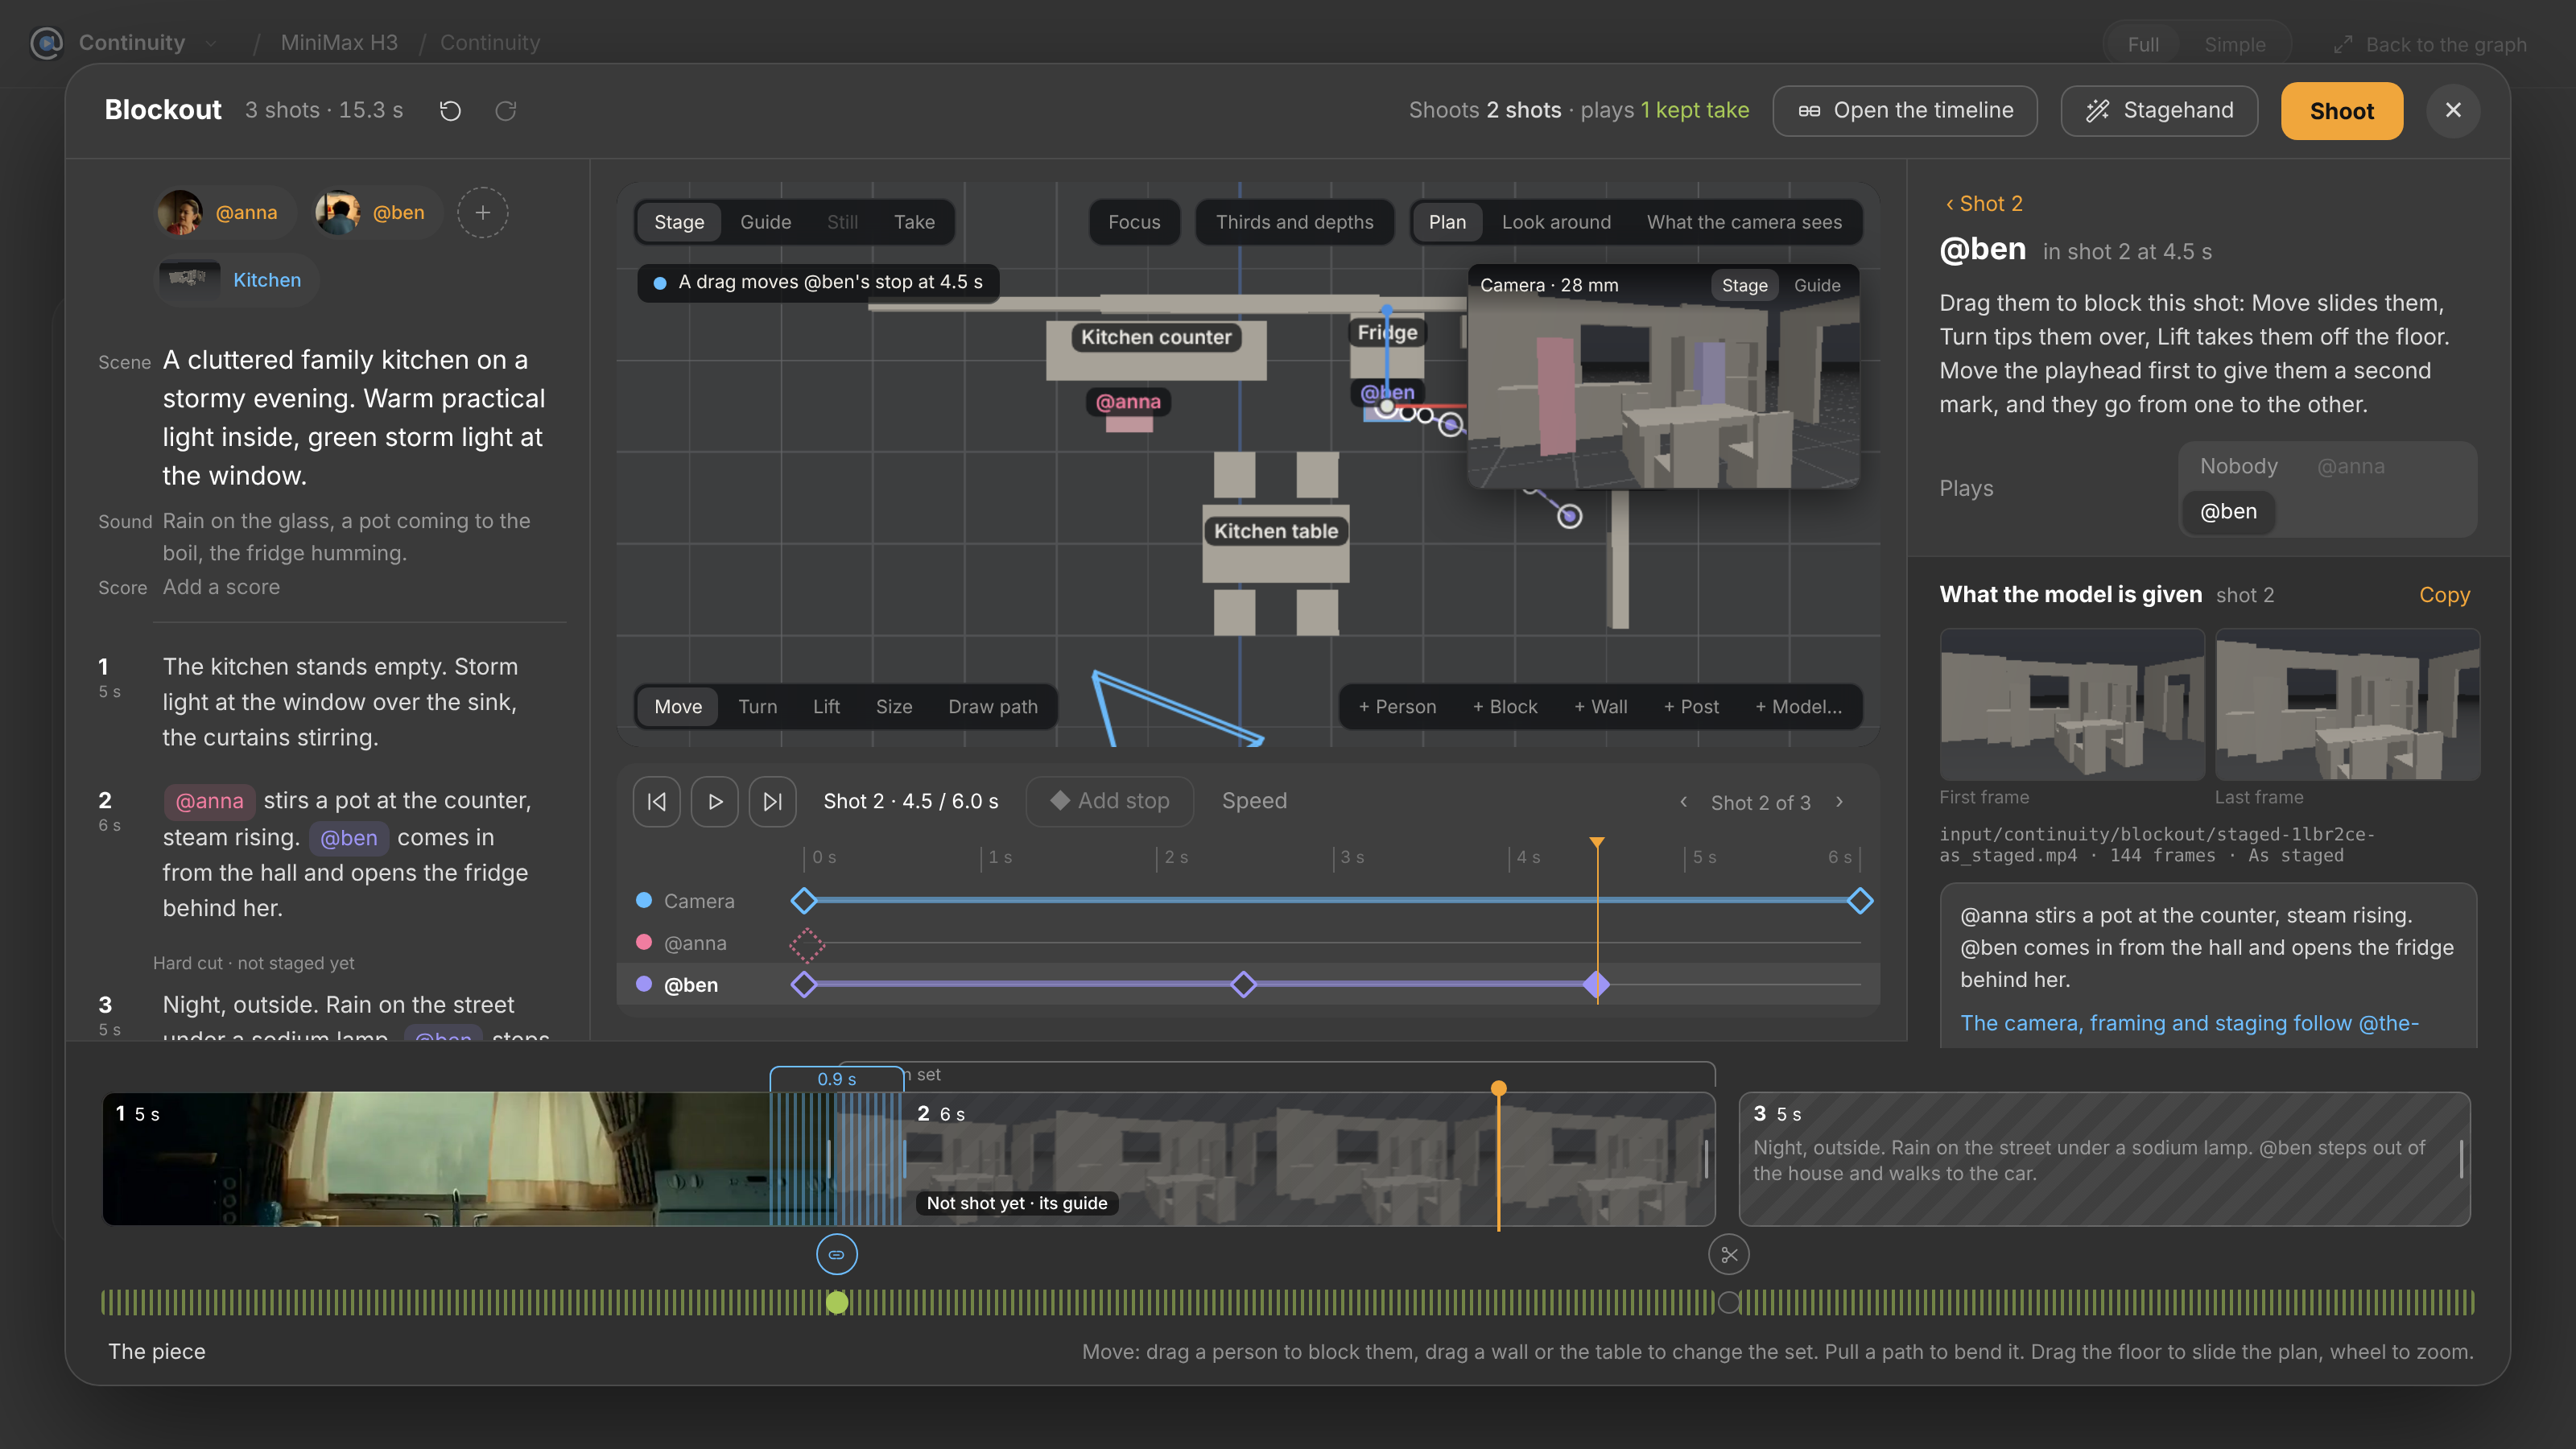 Continuity / MiniMax H3 / Continuity
Full Simple Back to the graph
Blockout 3 shots · 15.3 s
Shoots 2 shots · plays 1 kept take
Open the timeline
Stagehand
Shoot
@anna @ben
Kitchen
Scene A cluttered family kitchen on a
stormy evening. Warm practical
light inside, green storm light at
the window.
Sound Rain on the glass, a pot coming to the
boil, the fridge humming.
Score Add a score
1 The kitchen stands empty. Storm
5 s light at the window over the sink,
the curtains stirring.
2 @anna stirs a pot at the counter,
6 s steam rising. @ben comes in
from the hall and opens the fridge
behind her.
Hard cut · not staged yet
3 Night, outside. Rain on the street
5 s under a sodium lamp. @ben steps
Stage Guide Still Take
Focus Thirds and depths
Plan Look around What the camera sees
A drag moves @ben's stop at 4.5 s
Kitchen counter
@anna
Fridge
@ben
Kitchen table
Camera · 28 mm Stage Guide
Move Turn Lift Size Draw path
+ Person + Block + Wall + Post + Model...
Shot 2 · 4.5 / 6.0 s Add stop Speed
‹ Shot 2 of 3 ›
0 s 1 s 2 s 3 s 4 s 5 s 6 s
Camera
@anna
@ben
‹ Shot 2
@ben in shot 2 at 4.5 s
Drag them to block this shot: Move slides them,
Turn tips them over, Lift takes them off the floor.
Move the playhead first to give them a second
mark, and they go from one to the other.
Plays Nobody @anna
@ben
What the model is given shot 2 Copy
First frame Last frame
input/continuity/blockout/staged-1lbr2ce-
as_staged.mp4 · 144 frames · As staged
@anna stirs a pot at the counter, steam rising.
@ben comes in from the hall and opens the fridge
behind her.
The camera, framing and staging follow @the-
0.9 s set
1 5 s
2 6 s
Not shot yet · its guide
3 5 s
Night, outside. Rain on the street under a sodium lamp. @ben steps out of
the house and walks to the car.
The piece
Move: drag a person to block them, drag a wall or the table to change the set. Pull a path to bend it. Drag the floor to slide the plan, wheel to zoom.